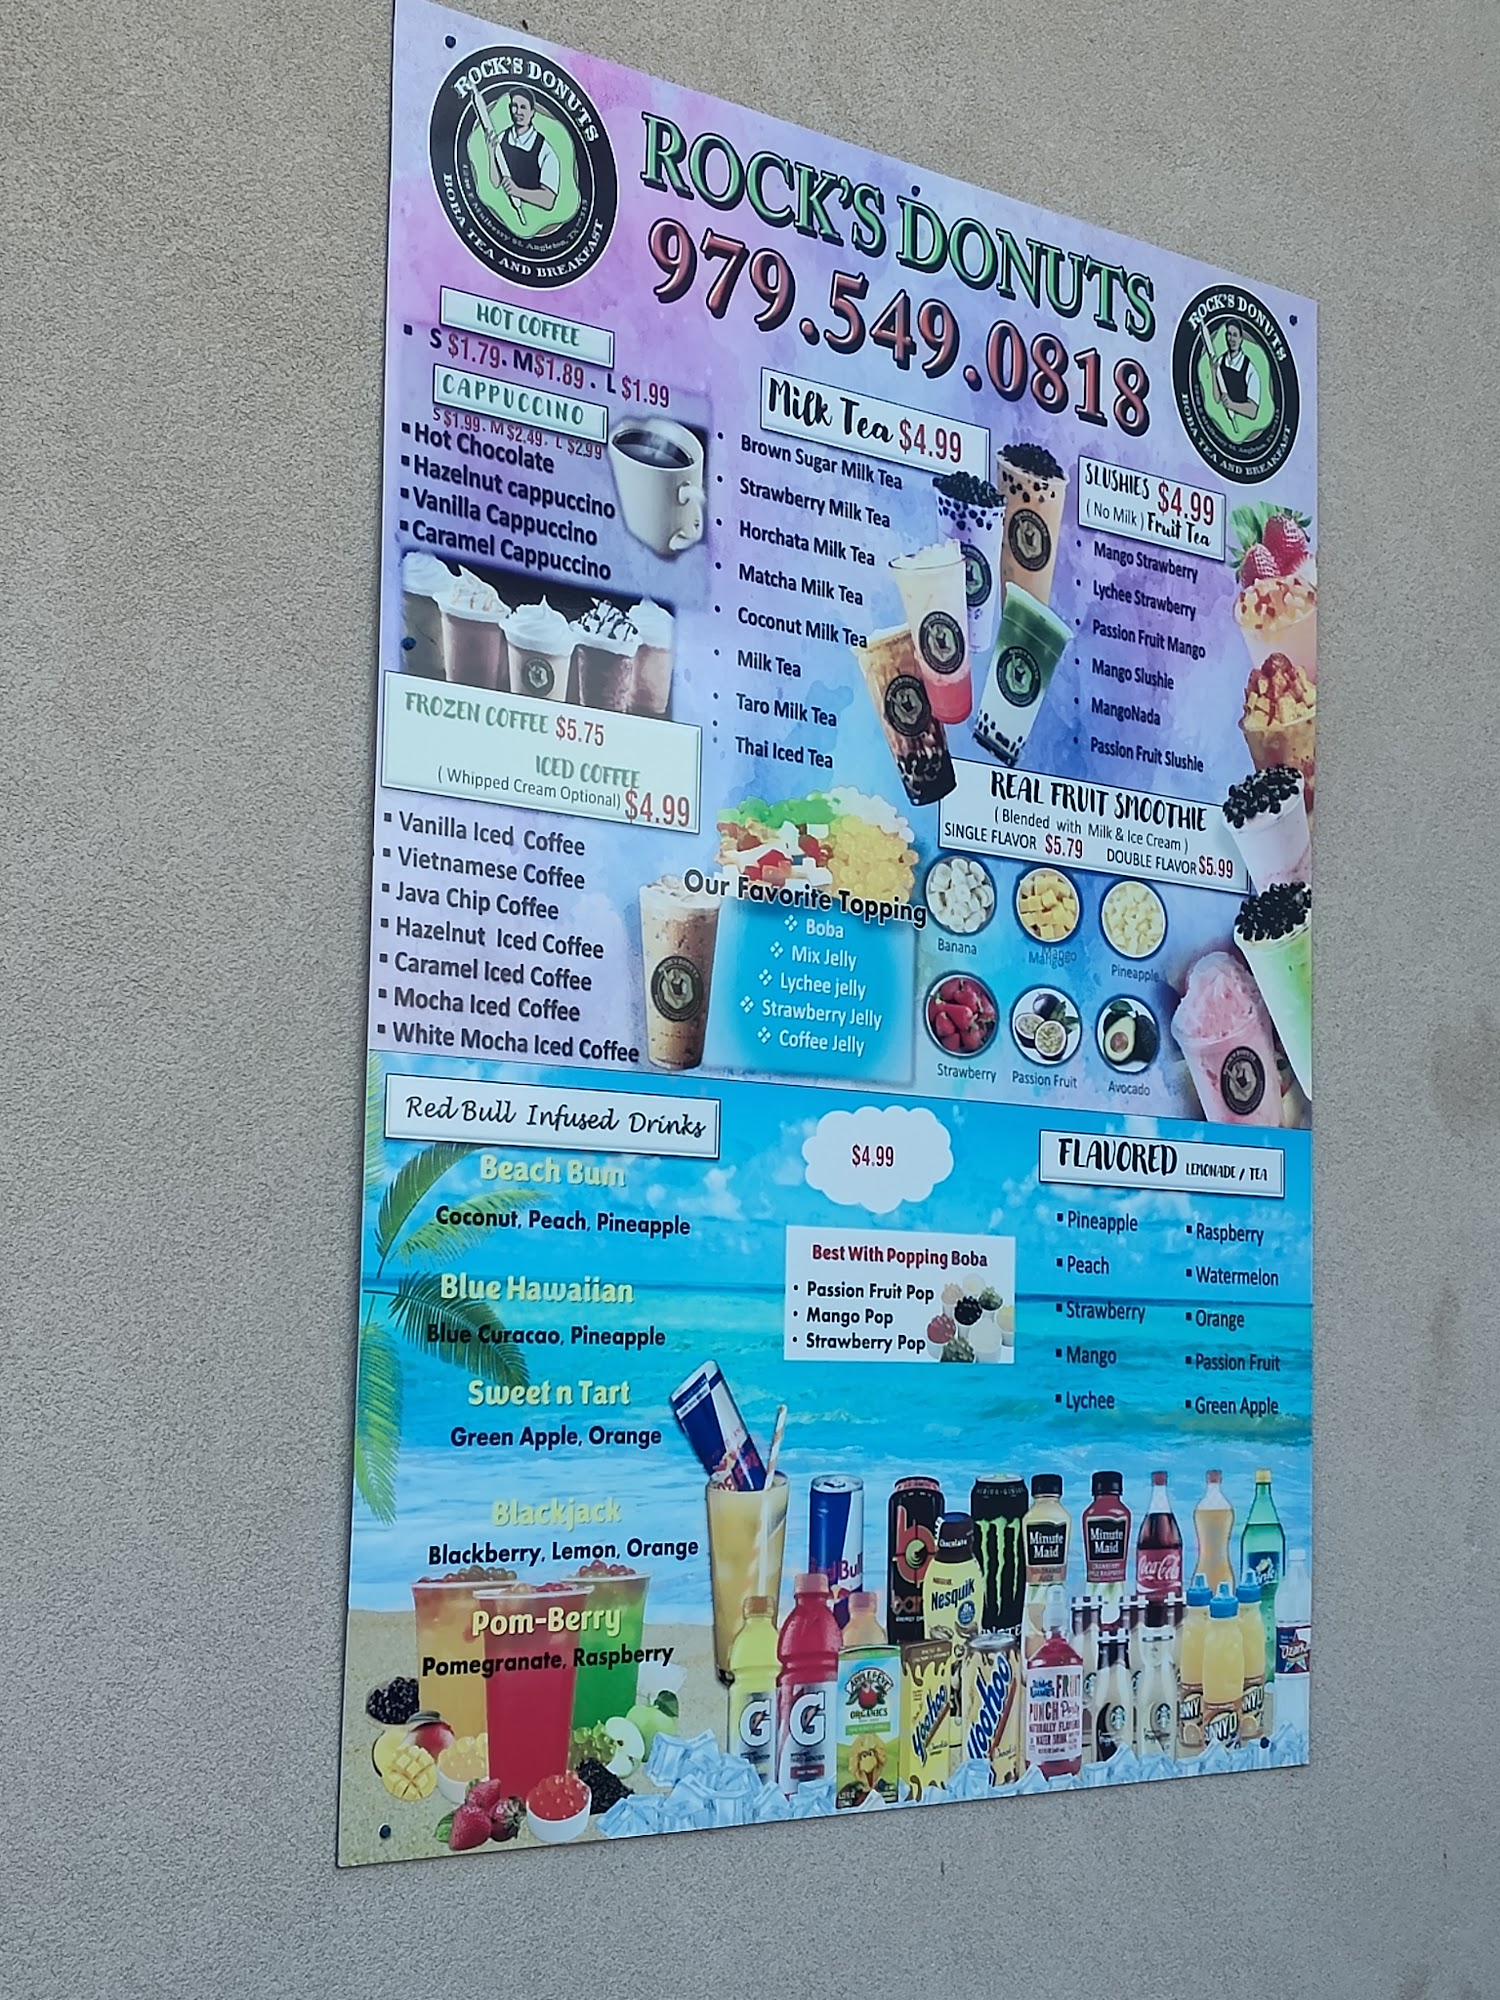 ROCK'S DONUTS
BOBA TEA AND BREAKFAST
ROCK'S DONUTS
979.549.0818
ROCK'S DONUTS
BOBA TEA AND BREAKFAST
HOT COFFEE
▪ S $1.79. M$1.89 . L $1.99
CAPPUCCINO
S $1.99. M $2.49. L $2.99
▪ Hot Chocolate
▪ Hazelnut cappuccino
▪ Vanilla Cappuccino
▪ Caramel Cappuccino
FROZEN COFFEE $5.75
ICED COFFEE
( Whipped Cream Optional) $4.99
▪ Vanilla Iced Coffee
▪ Vietnamese Coffee
▪ Java Chip Coffee
▪ Hazelnut Iced Coffee
▪ Caramel Iced Coffee
▪ Mocha Iced Coffee
▪ White Mocha Iced Coffee
Milk Tea $4.99
• Brown Sugar Milk Tea
• Strawberry Milk Tea
• Horchata Milk Tea
• Matcha Milk Tea
• Coconut Milk Tea
• Milk Tea
• Taro Milk Tea
• Thai Iced Tea
SLUSHIES $4.99
( No Milk ) Fruit Tea
• Mango Strawberry
• Lychee Strawberry
• Passion Fruit Mango
• Mango Slushie
• MangoNada
• Passion Fruit Slushie
Our Favorite Topping
❖ Boba
❖ Mix Jelly
❖ Lychee jelly
❖ Strawberry Jelly
❖ Coffee Jelly
REAL FRUIT SMOOTHIE
( Blended with Milk & Ice Cream )
SINGLE FLAVOR $5.79 DOUBLE FLAVOR $5.99
Banana
Mango
Mango
Pineapple
Strawberry
Passion Fruit
Avocado
Red Bull Infused Drinks
Beach Bum
Coconut, Peach, Pineapple
Blue Hawaiian
Blue Curacao, Pineapple
Sweet n Tart
Green Apple, Orange
Blackjack
Blackberry, Lemon, Orange
Pom-Berry
Pomegranate, Raspberry
$4.99
Best With Popping Boba
• Passion Fruit Pop
• Mango Pop
• Strawberry Pop
FLAVORED LEMONADE / TEA
▪ Pineapple
▪ Peach
▪ Strawberry
▪ Mango
▪ Lychee
▪ Raspberry
▪ Watermelon
▪ Orange
▪ Passion Fruit
▪ Green Apple
Chocolate
Nesquik
Minute
Maid
Minute
Maid
Coca-Cola
G
G
ORGANICS
Yoohoo
Yoohoo
PUNCH